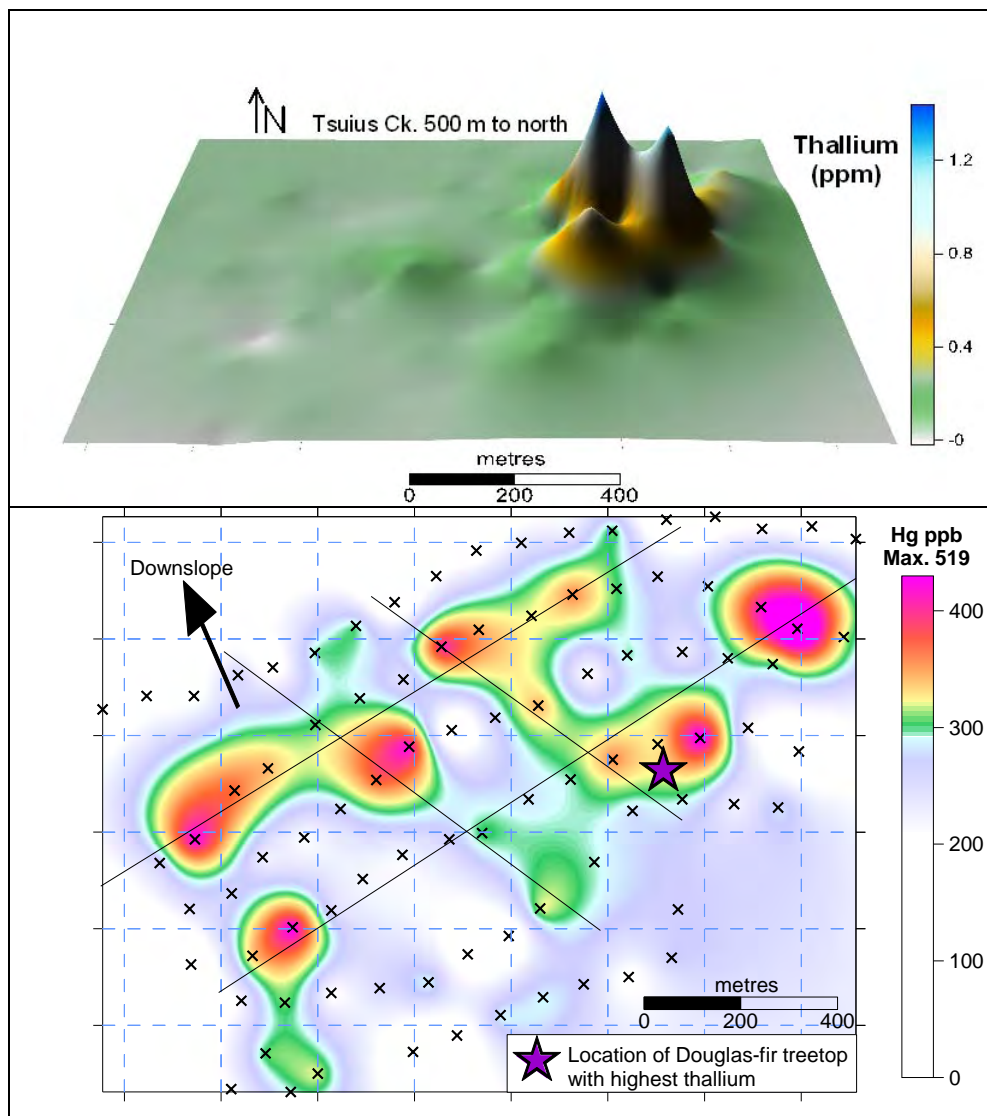 N
Tsuius Ck. 500 m to north
Thallium
(ppm)
1.2
0.8
0.4
-0
metres
0 200 400
Downslope
Hg ppb
Max. 519
400
300
200
100
0
metres
0 200 400
Location of Douglas-fir treetop
with highest thallium